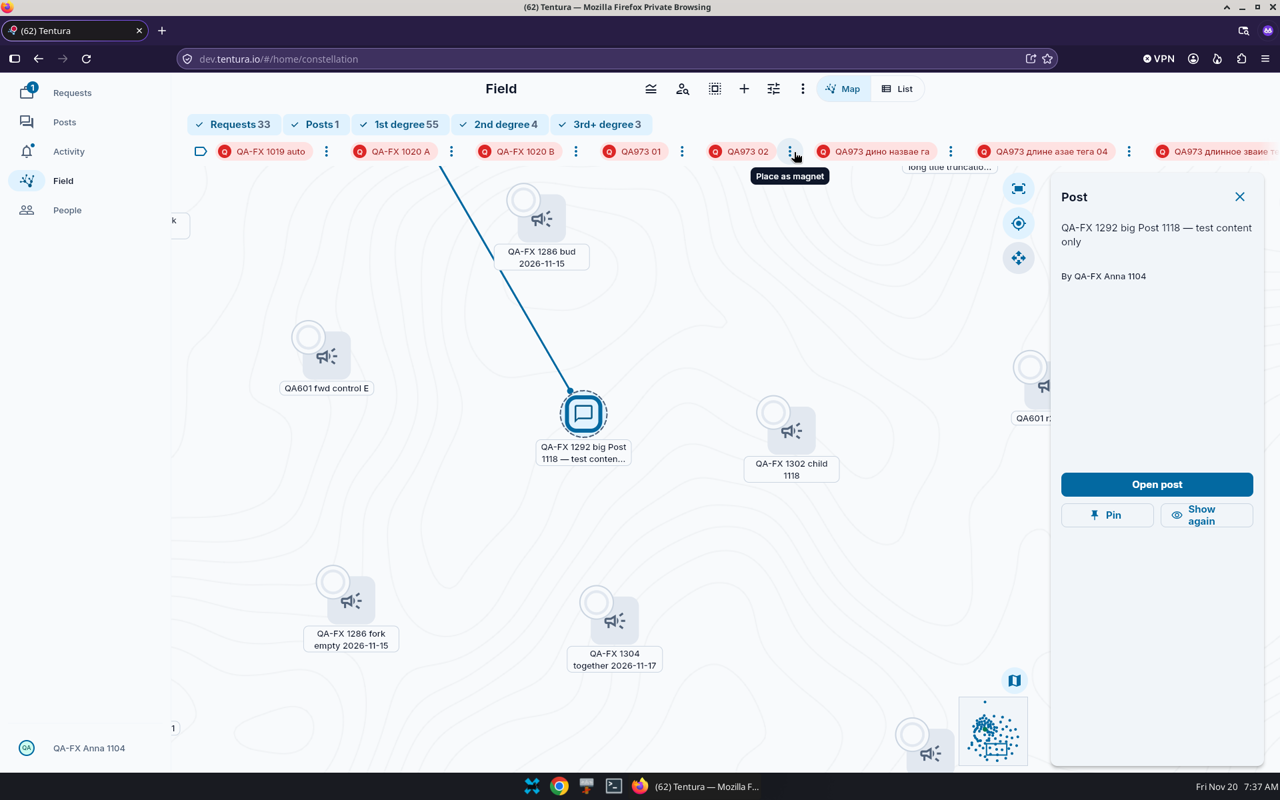 (62) Tentura — Mozilla Firefox Private Browsing
(62) Tentura
dev.tentura.io/#/home/constellation
VPN
1
Requests
Posts
Activity
Field
People
QA
QA-FX Anna 1104
Field
Map
List
Requests 33
Posts 1
1st degree 55
2nd degree 4
3rd+ degree 3
Q QA-FX 1019 auto
Q QA-FX 1020 A
Q QA-FX 1020 B
Q QA973 01
Q QA973 02
Q QA973 дино назвае га
Q QA973 длине азае тега 04
Q QA973 длинное зваие т
Place as magnet
long title truncatio...
k
QA-FX 1286 bud
2026-11-15
QA601 fwd control E
QA-FX 1292 big Post
1118 — test conten...
QA-FX 1302 child
1118
QA601 r
QA-FX 1286 fork
empty 2026-11-15
QA-FX 1304
together 2026-11-17
1
Post
QA-FX 1292 big Post 1118 — test content
only
By QA-FX Anna 1104
Open post
Pin
Show
again
(62) Tentura — Mozilla F...
Fri Nov 20
7:37 AM